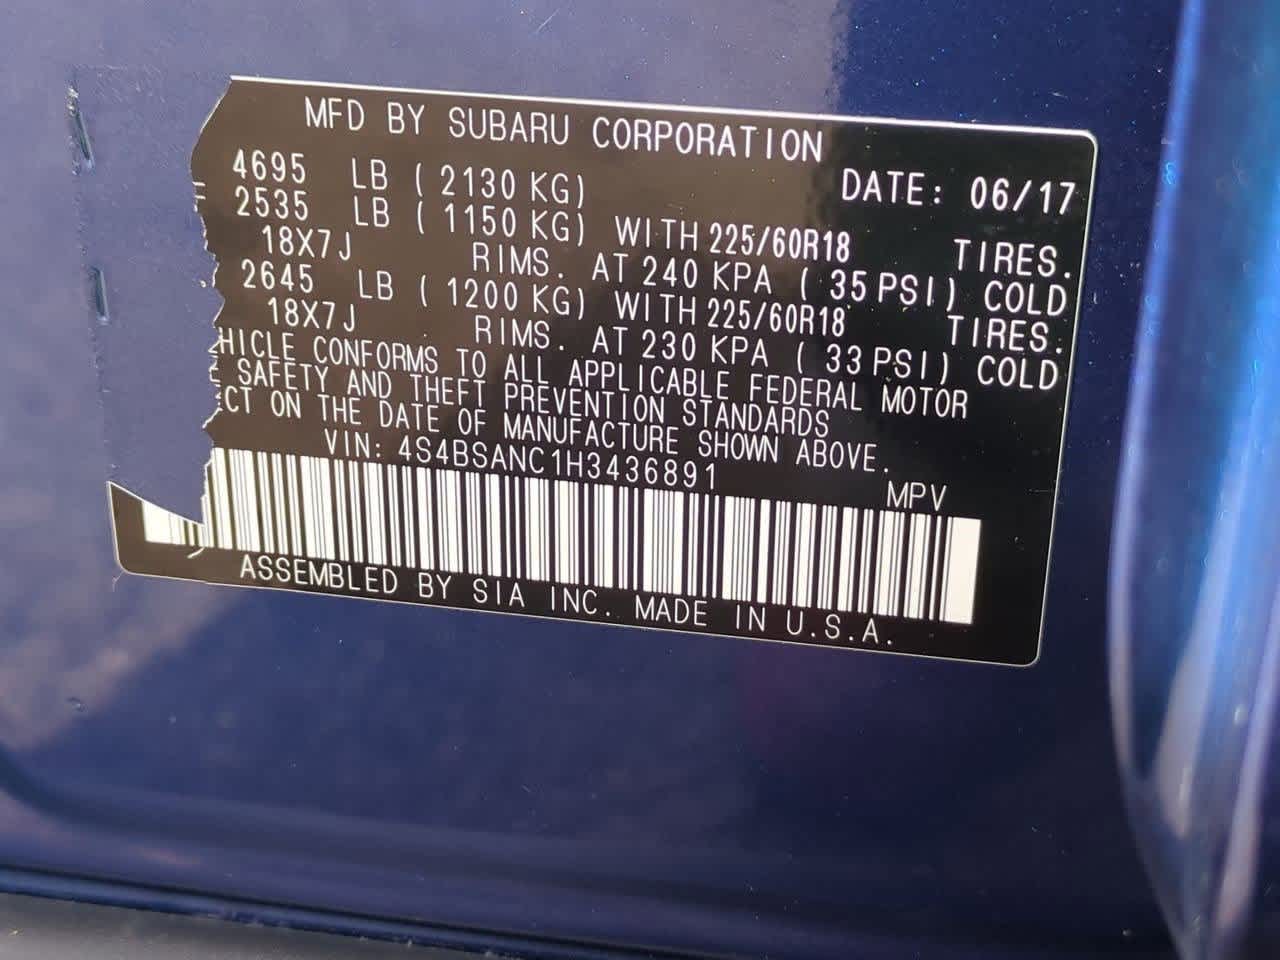 MFD BY SUBARU CORPORATION
DATE: 06/17
4695 LB ( 2130 KG)
2535 LB ( 1150 KG) WITH 225/60R18 TIRES.
18X7J RIMS. AT 240 KPA ( 35 PSI) COLD
2645 LB ( 1200 KG) WITH 225/60R18 TIRES.
18X7J RIMS. AT 230 KPA ( 33 PSI) COLD
HICLE CONFORMS TO ALL APPLICABLE FEDERAL MOTOR
E SAFETY AND THEFT PREVENTION STANDARDS
CT ON THE DATE OF MANUFACTURE SHOWN ABOVE.
VIN: 4S4BSANC1H3436891 MPV
ASSEMBLED BY SIA INC. MADE IN U.S.A.